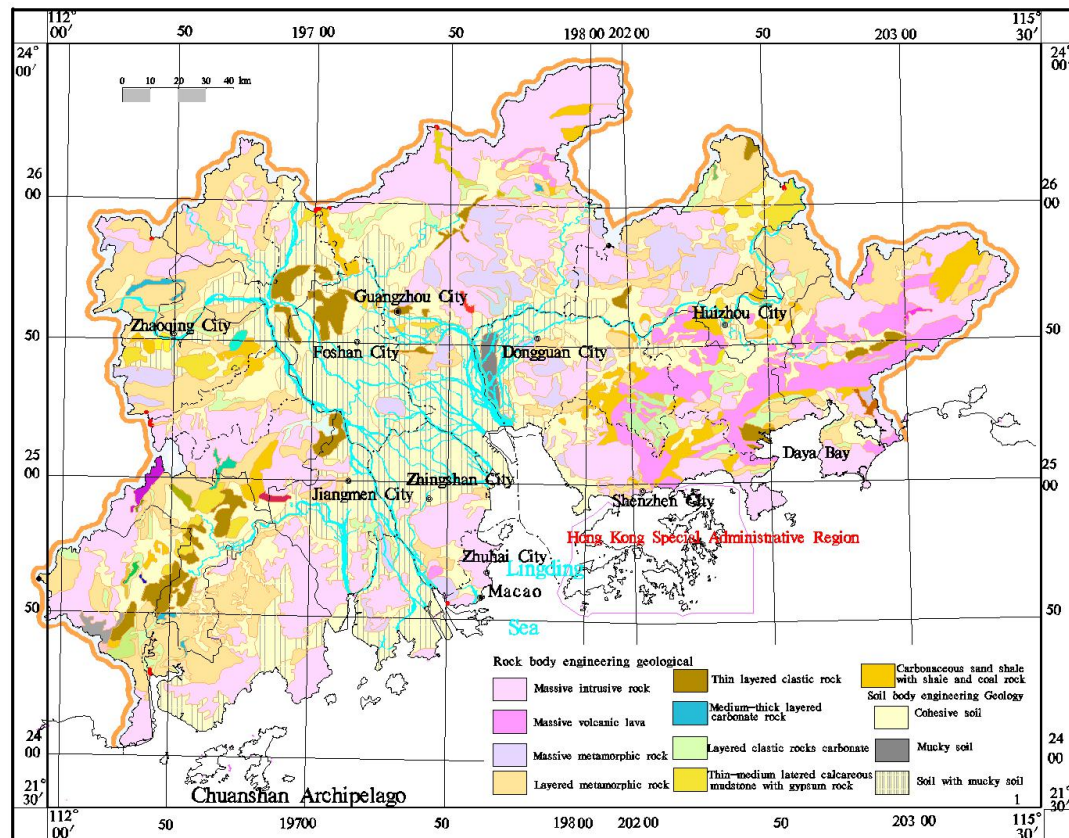 112° 00′ 50 197 00 50 198 00 202 00 50 203 00 115° 30′
24° 00′
24° 00′
0 10 20 30 40 km
26 00
26 00
Guangzhou City
Huizhou City
Zhaoqing City
50
50
Foshan City
Dongguan City
25 00
Daya Bay
25 00
Zhingshan City
Jiangmen City
Shenzhen City
Hong Kong Special Administrative Region
Zhuhai City
Lingding
Macao
50
50
Sea
Rock body engineering geological
Massive intrusive rock
Massive volcanic lava
Massive metamorphic rock
Layered metamorphic rock
Thin layered clastic rock
Medium-thick layered
carbonate rock
Layered clastic rocks carbonate
Thin-medium latered calcareous
mudstone with gypsum rock
Carbonaceous sand shale
with shale and coal rock
Soil body engineering Geology
Cohesive soil
Mucky soil
Soil with mucky soil
24 00
24 00
21° 30′
21° 30′
Chuanshan Archipelago
1
112° 00′ 50 19700 50 198 00 202 00 50 203 00 115° 30′